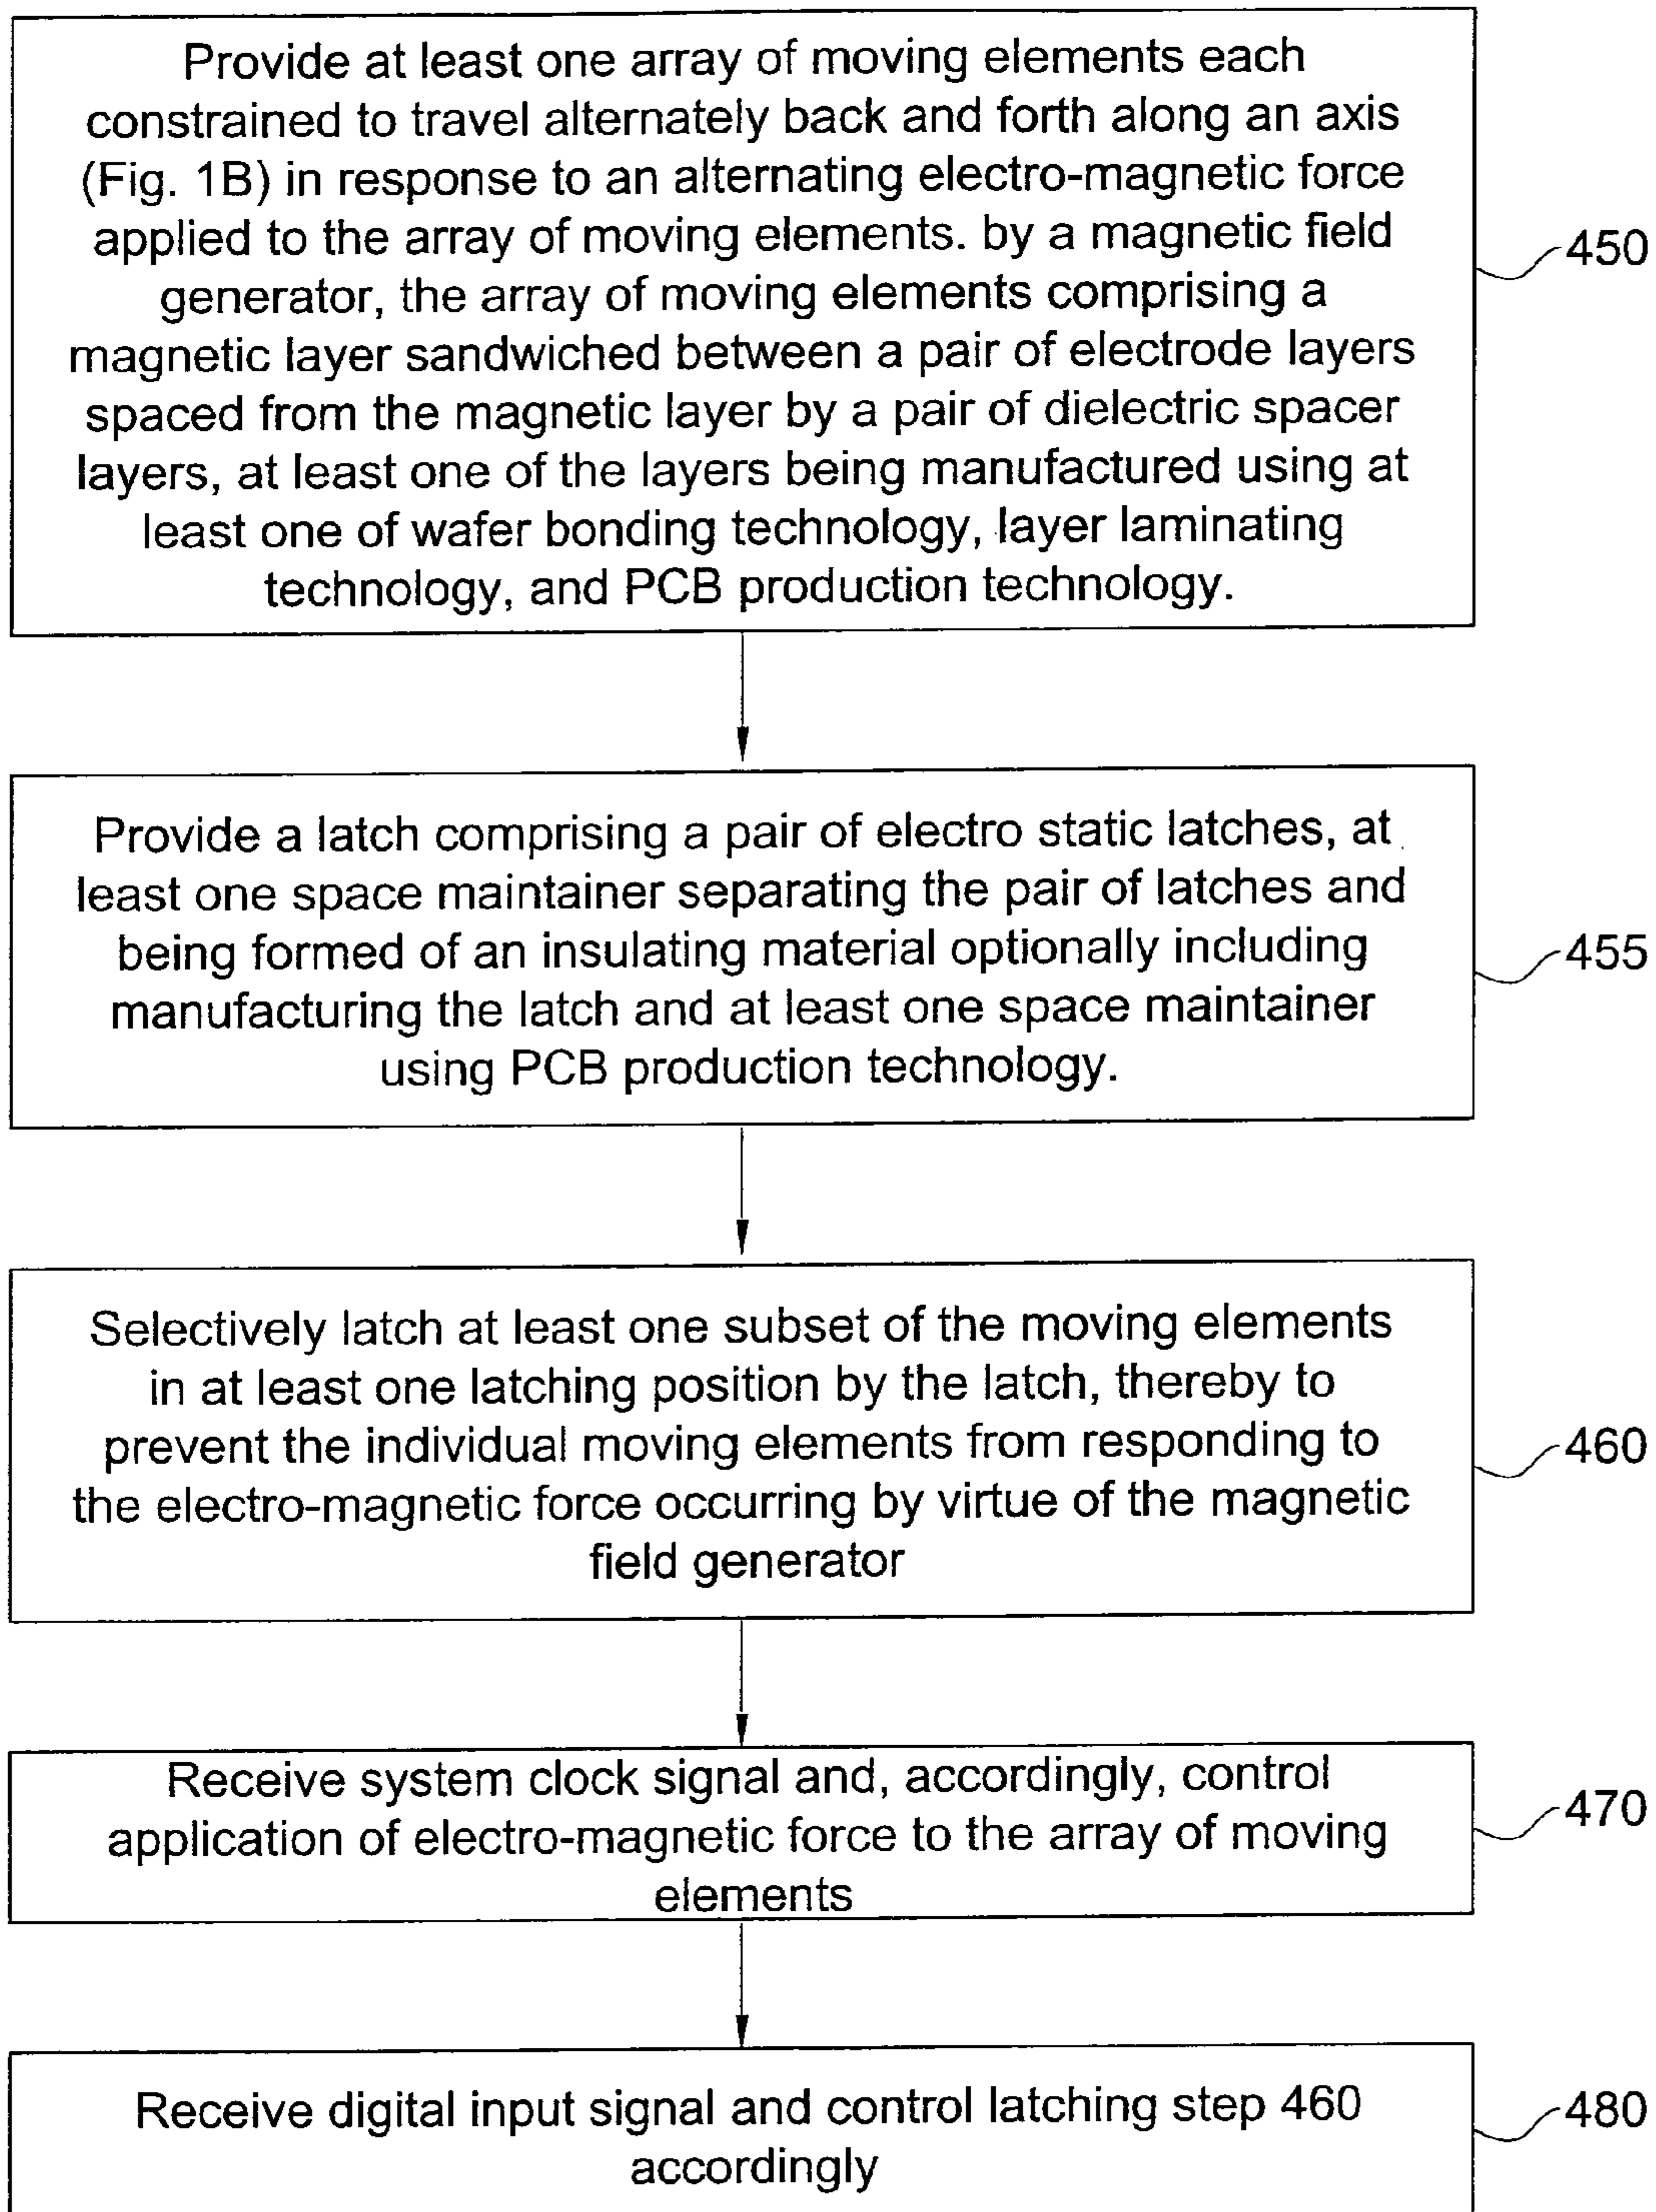 Provide at least one array of moving elements each
constrained to travel alternately back and forth along an axis
(Fig. 1B) in response to an alternating electro-magnetic force
applied to the array of moving elements. by a magnetic field
generator, the array of moving elements comprising a
magnetic layer sandwiched between a pair of electrode layers
spaced from the magnetic layer by a pair of dielectric spacer
layers, at least one of the layers being manufactured using at
least one of wafer bonding technology, layer laminating
technology, and PCB production technology.
450
Provide a latch comprising a pair of electro static latches, at
least one space maintainer separating the pair of latches and
being formed of an insulating material optionally including
manufacturing the latch and at least one space maintainer
using PCB production technology.
455
Selectively latch at least one subset of the moving elements
in at least one latching position by the latch, thereby to
prevent the individual moving elements from responding to
the electro-magnetic force occurring by virtue of the magnetic
field generator
460
Receive system clock signal and, accordingly, control
application of electro-magnetic force to the array of moving
elements
470
Receive digital input signal and control latching step 460
accordingly
480